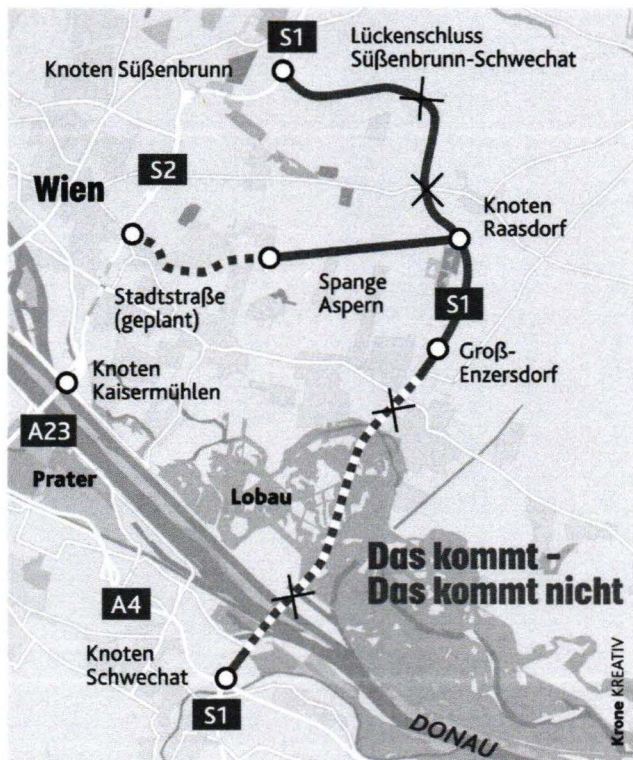 S1
Lückenschluss
Süßenbrunn-Schwechat
Knoten Süßenbrunn
S2
Wien
Knoten
Raasdorf
Stadtstraße
(geplant)
Spange
Aspern
S1
Groß-
Enzersdorf
Knoten
Kaisermühlen
A23
Prater
Lobau
Das kommt -
Das kommt nicht
A4
Knoten
Schwechat
S1
DONAU
Krone KREATIV